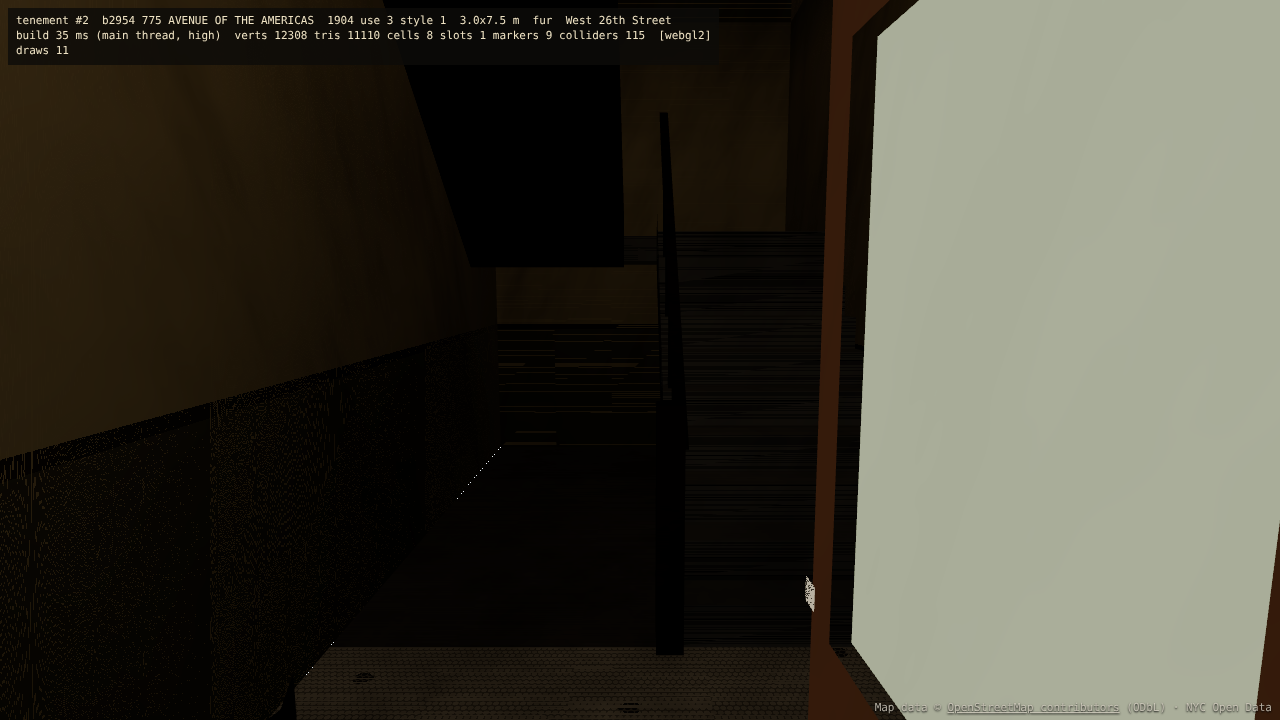 tenement #2  b2954 775 AVENUE OF THE AMERICAS  1904 use 3 style 1  3.0x7.5 m  fur  West 26th Street
build 35 ms (main thread, high)  verts 12308 tris 11110 cells 8 slots 1 markers 9 colliders 115  [webgl2]
draws 11
Map data © OpenStreetMap contributors (ODbL) · NYC Open Data